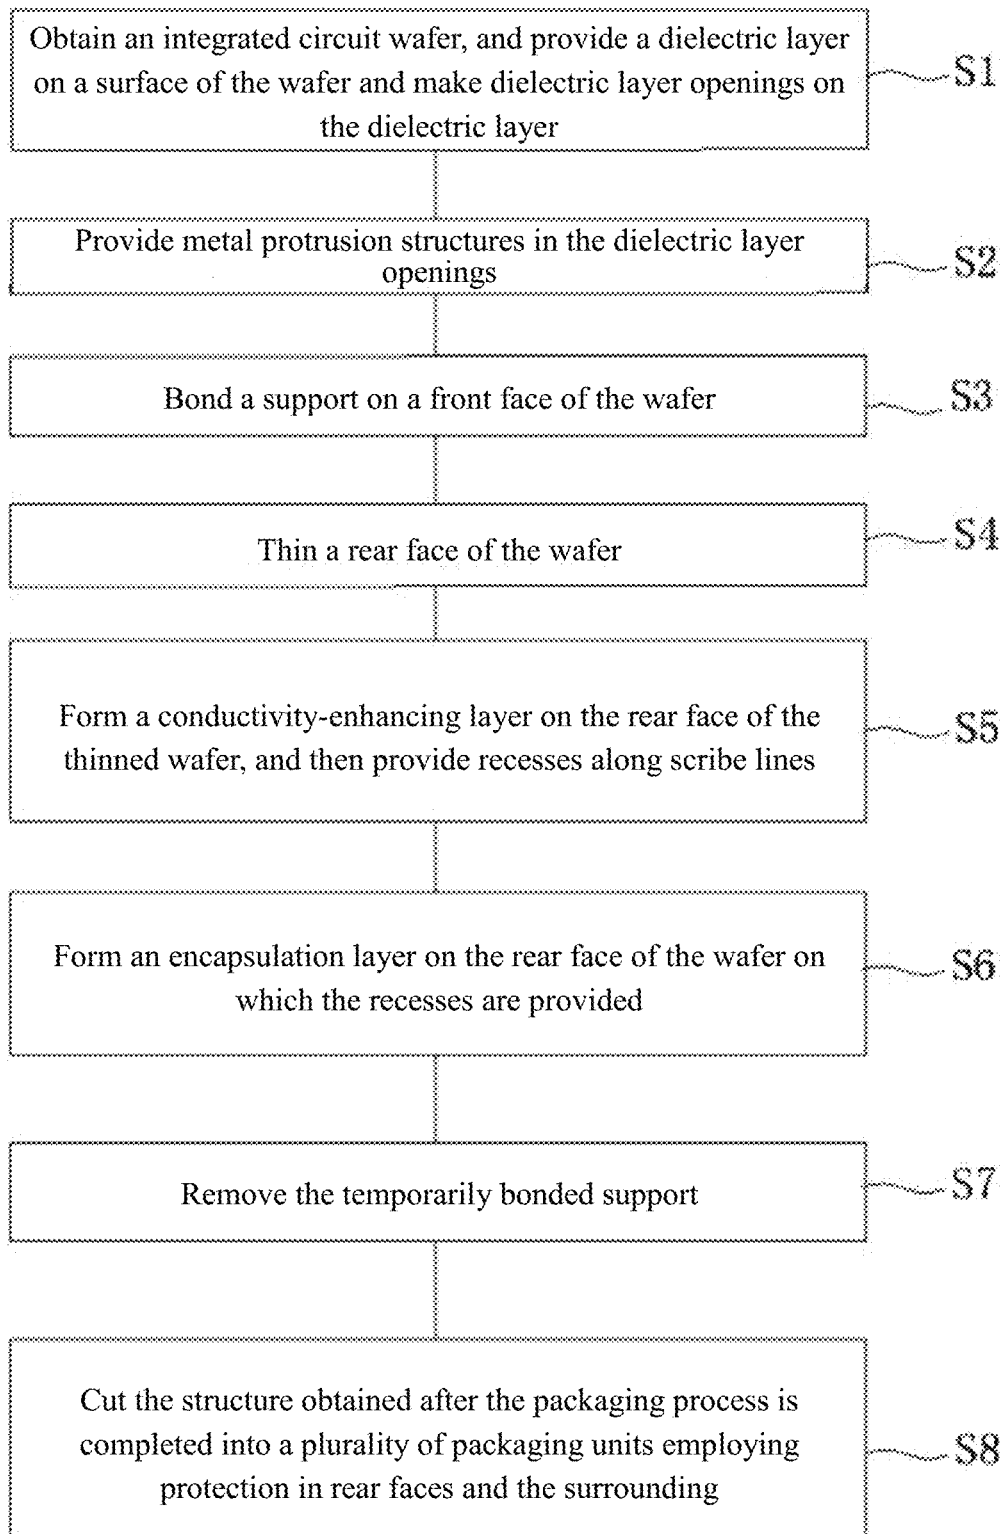 Obtain an integrated circuit wafer, and provide a dielectric layer
on a surface of the wafer and make dielectric layer openings on
the dielectric layer
S1
Provide metal protrusion structures in the dielectric layer
openings
S2
Bond a support on a front face of the wafer
S3
Thin a rear face of the wafer
S4
Form a conductivity-enhancing layer on the rear face of the
thinned wafer, and then provide recesses along scribe lines
S5
Form an encapsulation layer on the rear face of the wafer on
which the recesses are provided
S6
Remove the temporarily bonded support
S7
Cut the structure obtained after the packaging process is
completed into a plurality of packaging units employing
protection in rear faces and the surrounding
S8